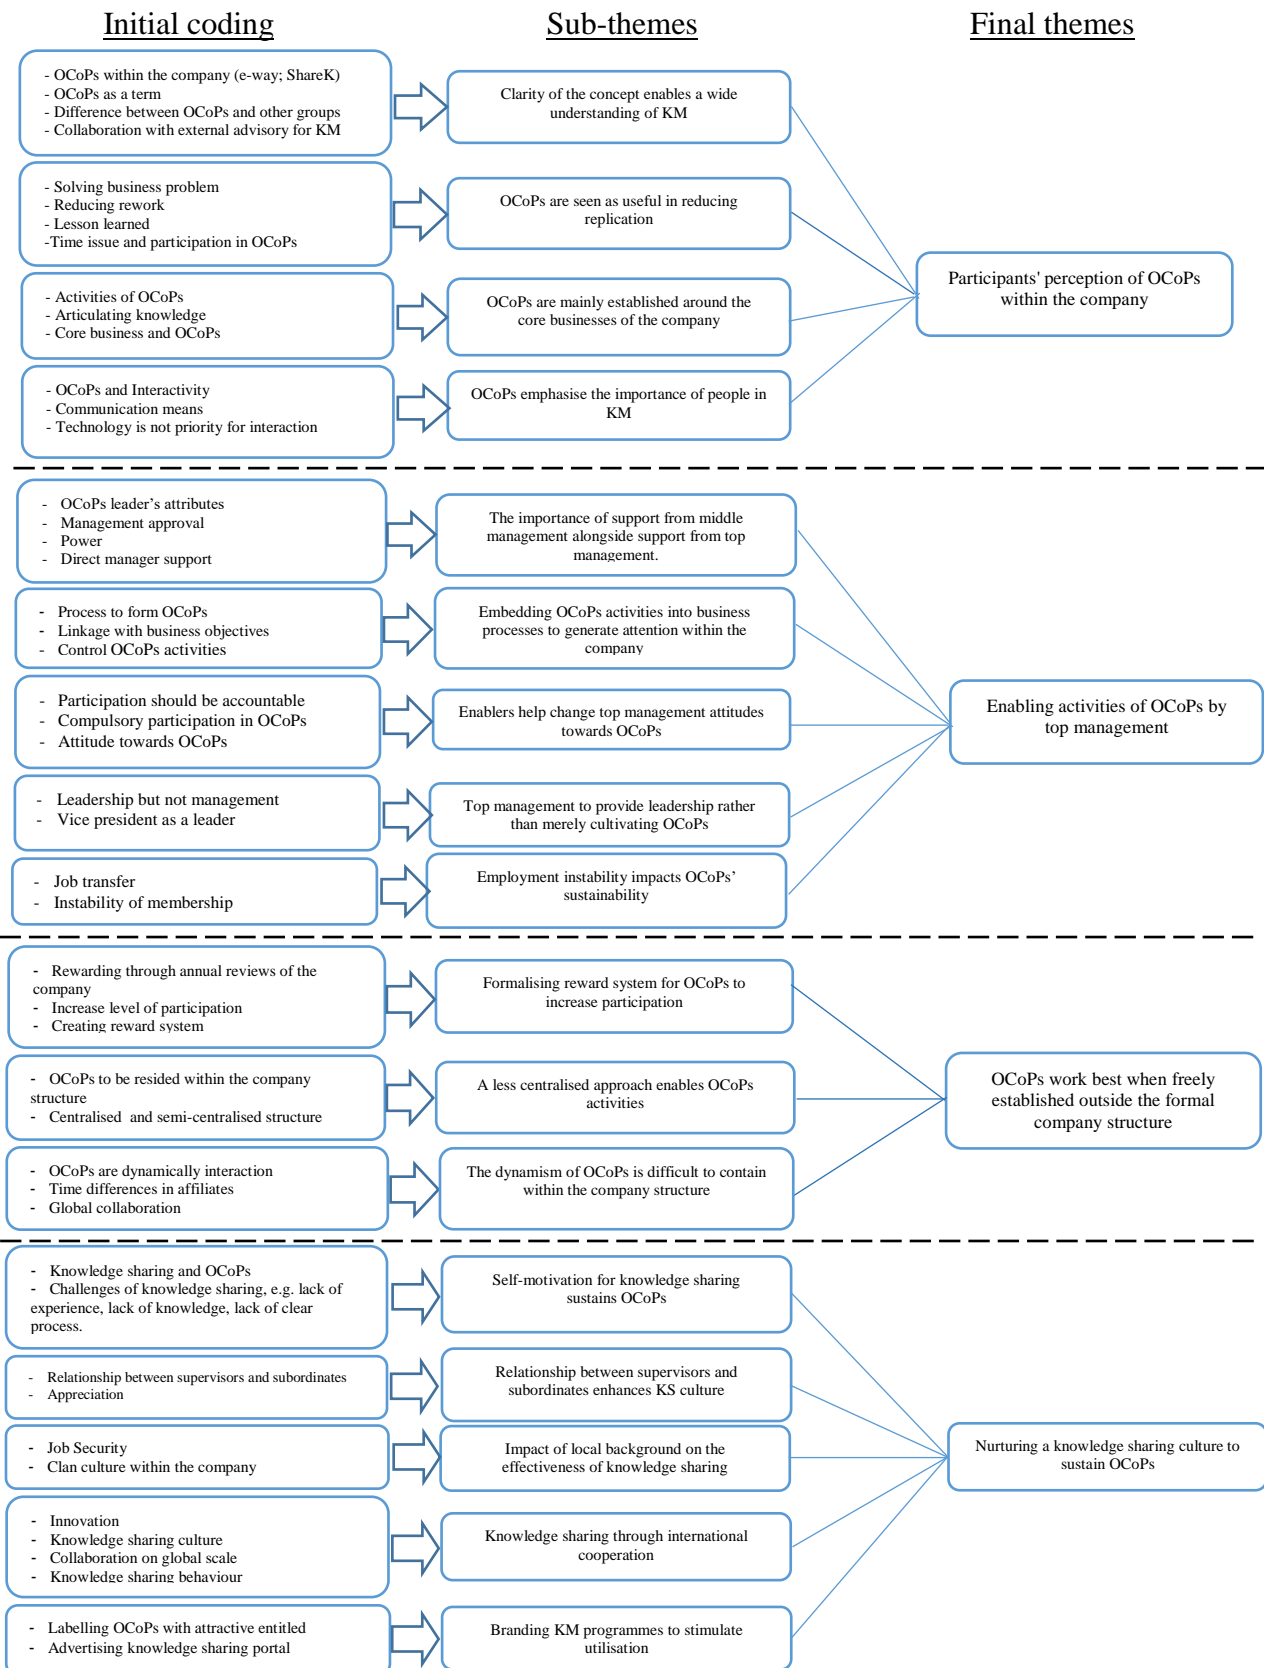 Initial coding
Sub-themes
Final themes
- OCoPs within the company (e-way; ShareK)
- OCoPs as a term
- Difference between OCoPs and other groups
- Collaboration with external advisory for KM
Clarity of the concept enables a wide
understanding of KM
- Solving business problem
- Reducing rework
- Lesson learned
-Time issue and participation in OCoPs
OCoPs are seen as useful in reducing
replication
- Activities of OCoPs
- Articulating knowledge
- Core business and OCoPs
OCoPs are mainly established around the
core businesses of the company
- OCoPs and Interactivity
- Communication means
- Technology is not priority for interaction
OCoPs emphasise the importance of people in
KM
Participants' perception of OCoPs
within the company
- OCoPs leader’s attributes
- Management approval
- Power
- Direct manager support
The importance of support from middle
management alongside support from top
management.
- Process to form OCoPs
- Linkage with business objectives
- Control OCoPs activities
Embedding OCoPs activities into business
processes to generate attention within the
company
- Participation should be accountable
- Compulsory participation in OCoPs
- Attitude towards OCoPs
Enablers help change top management attitudes
towards OCoPs
- Leadership but not management
- Vice president as a leader
Top management to provide leadership rather
than merely cultivating OCoPs
- Job transfer
- Instability of membership
Employment instability impacts OCoPs’
sustainability
Enabling activities of OCoPs by
top management
- Rewarding through annual reviews of the
company
- Increase level of participation
- Creating reward system
Formalising reward system for OCoPs to
increase participation
- OCoPs to be resided within the company
structure
- Centralised and semi-centralised structure
A less centralised approach enables OCoPs
activities
- OCoPs are dynamically interaction
- Time differences in affiliates
- Global collaboration
The dynamism of OCoPs is difficult to contain
within the company structure
OCoPs work best when freely
established outside the formal
company structure
- Knowledge sharing and OCoPs
- Challenges of knowledge sharing, e.g. lack of
experience, lack of knowledge, lack of clear
process.
Self-motivation for knowledge sharing
sustains OCoPs
- Relationship between supervisors and subordinates
- Appreciation
Relationship between supervisors and
subordinates enhances KS culture
- Job Security
- Clan culture within the company
Impact of local background on the
effectiveness of knowledge sharing
- Innovation
- Knowledge sharing culture
- Collaboration on global scale
- Knowledge sharing behaviour
Knowledge sharing through international
cooperation
- Labelling OCoPs with attractive entitled
- Advertising knowledge sharing portal
Branding KM programmes to stimulate
utilisation
Nurturing a knowledge sharing culture to
sustain OCoPs